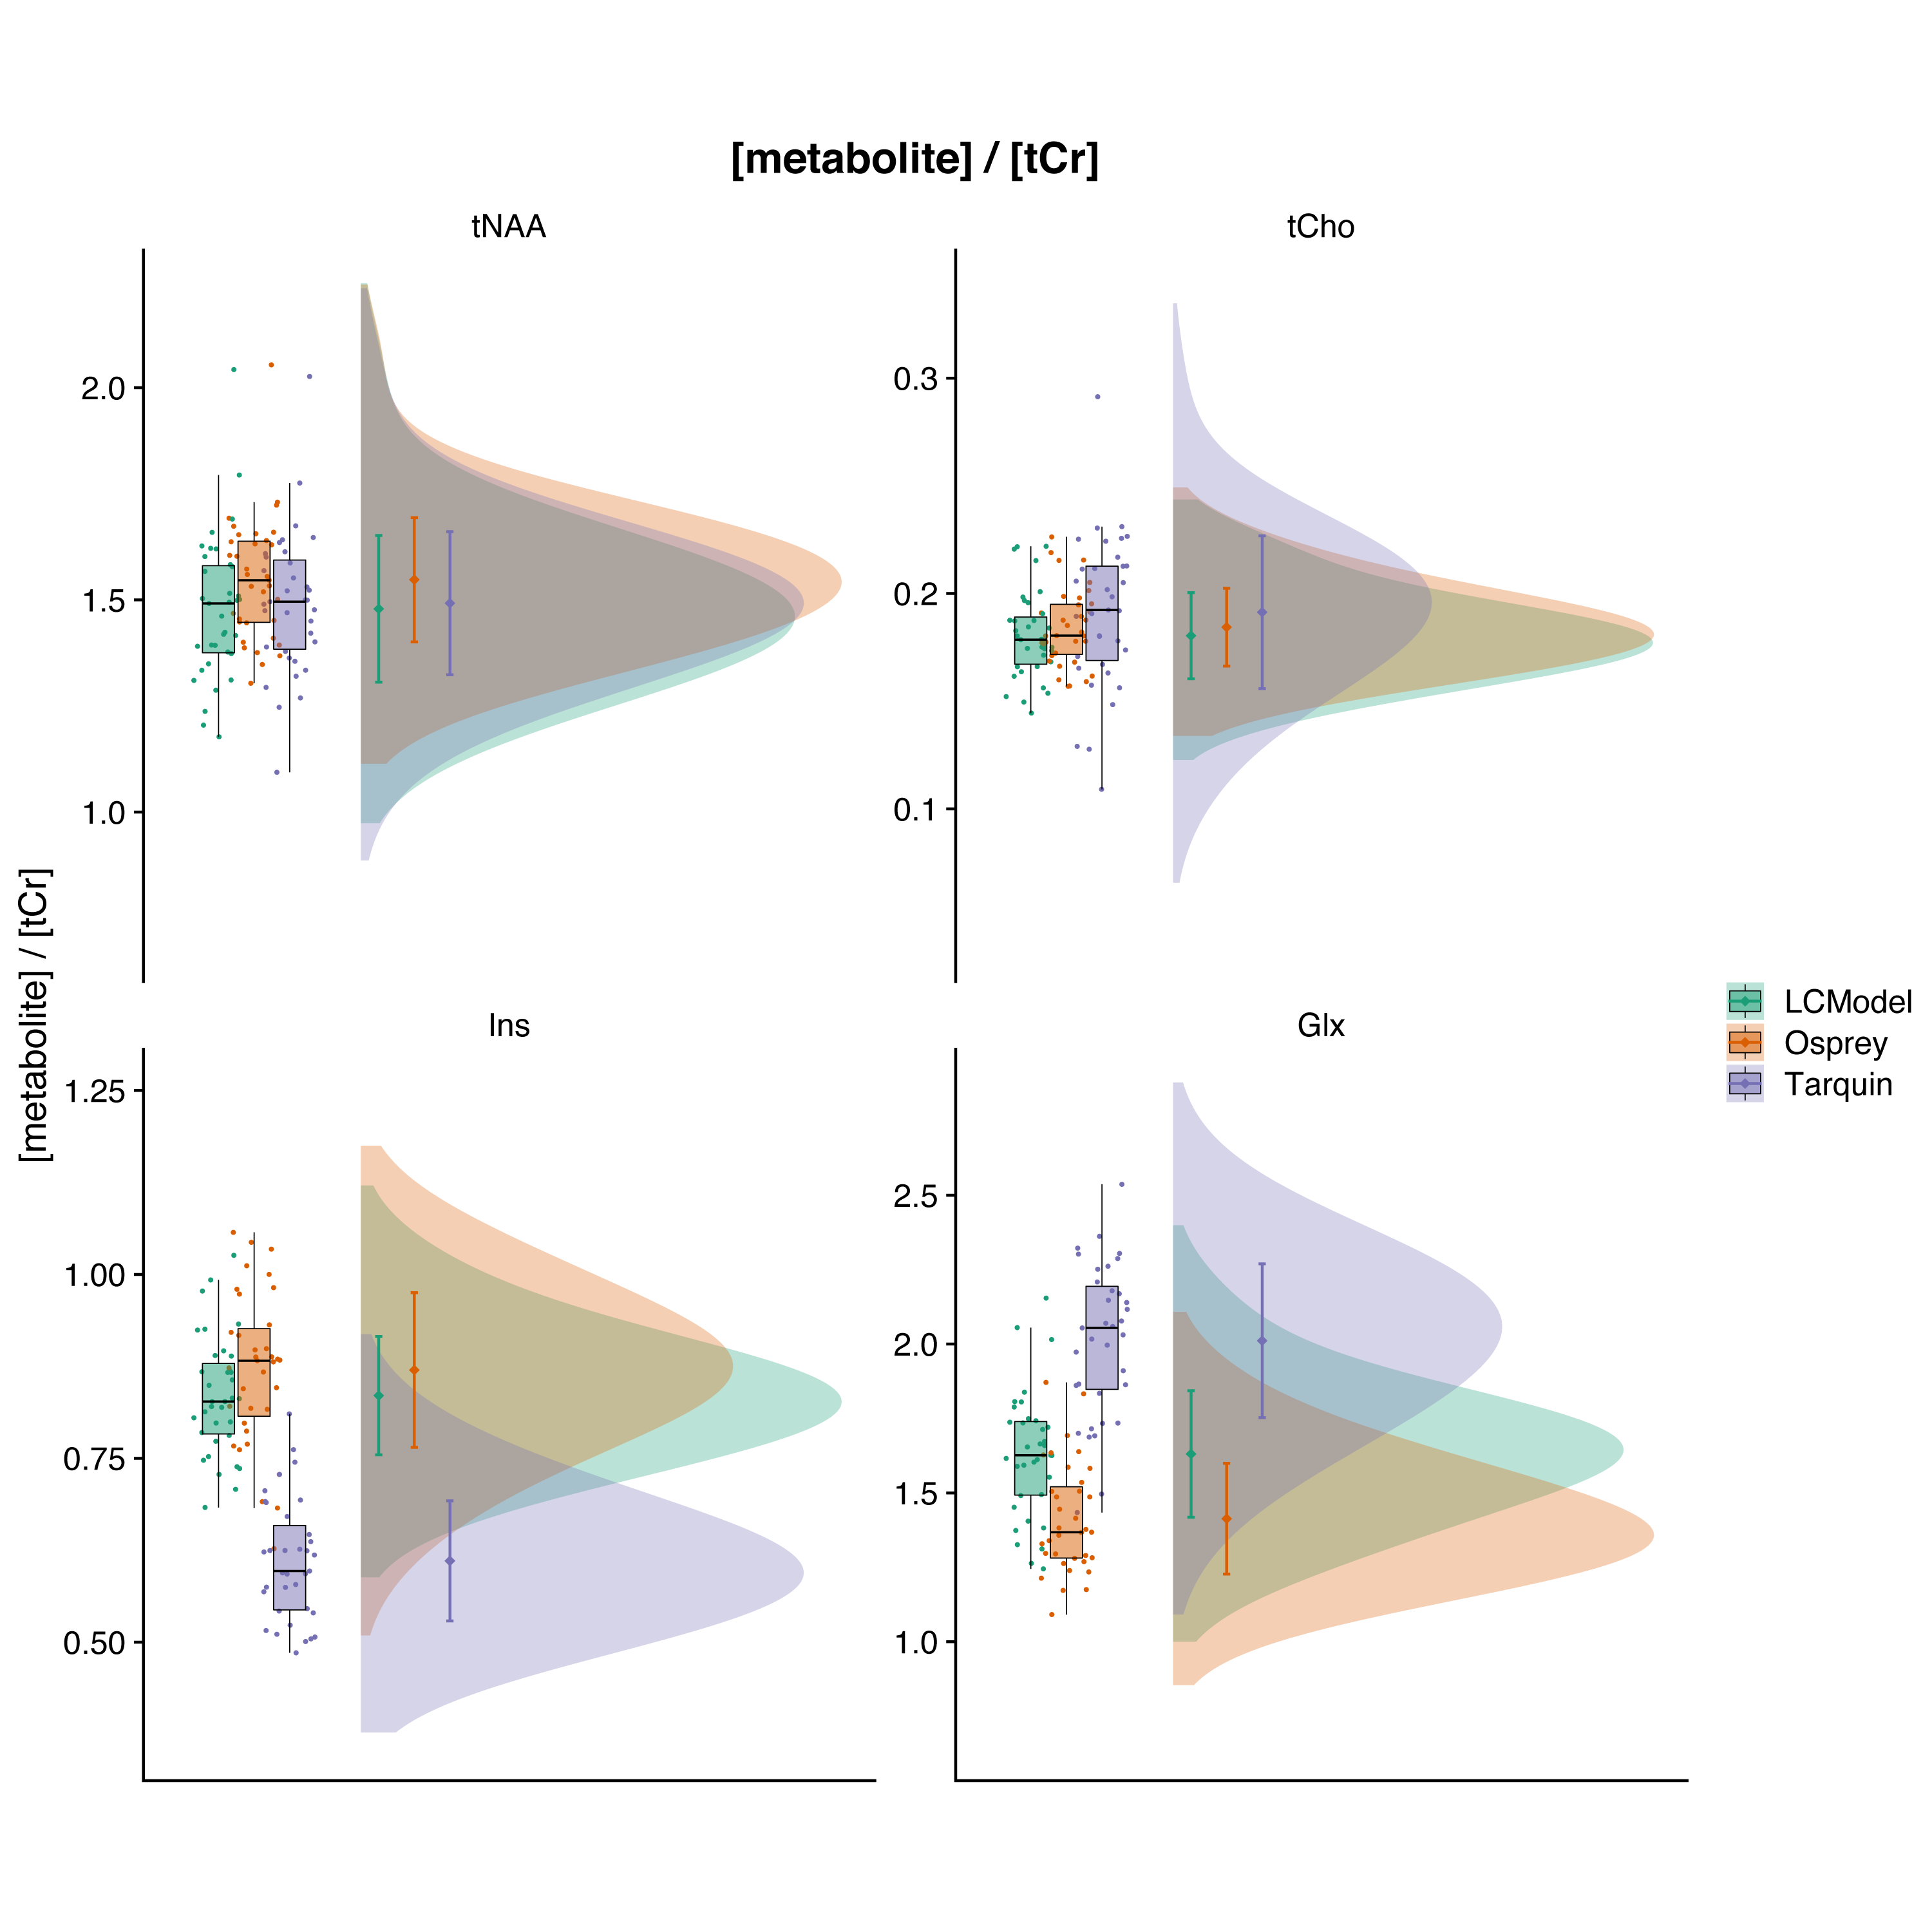 [metabolite] / [tCr]
tNAA
tCho
2.0
1.5
1.0
0.3
0.2
0.1
[metabolite] / [tCr]
Ins
Glx
1.25
1.00
0.75
0.50
2.5
2.0
1.5
1.0
LCModel
Osprey
Tarquin